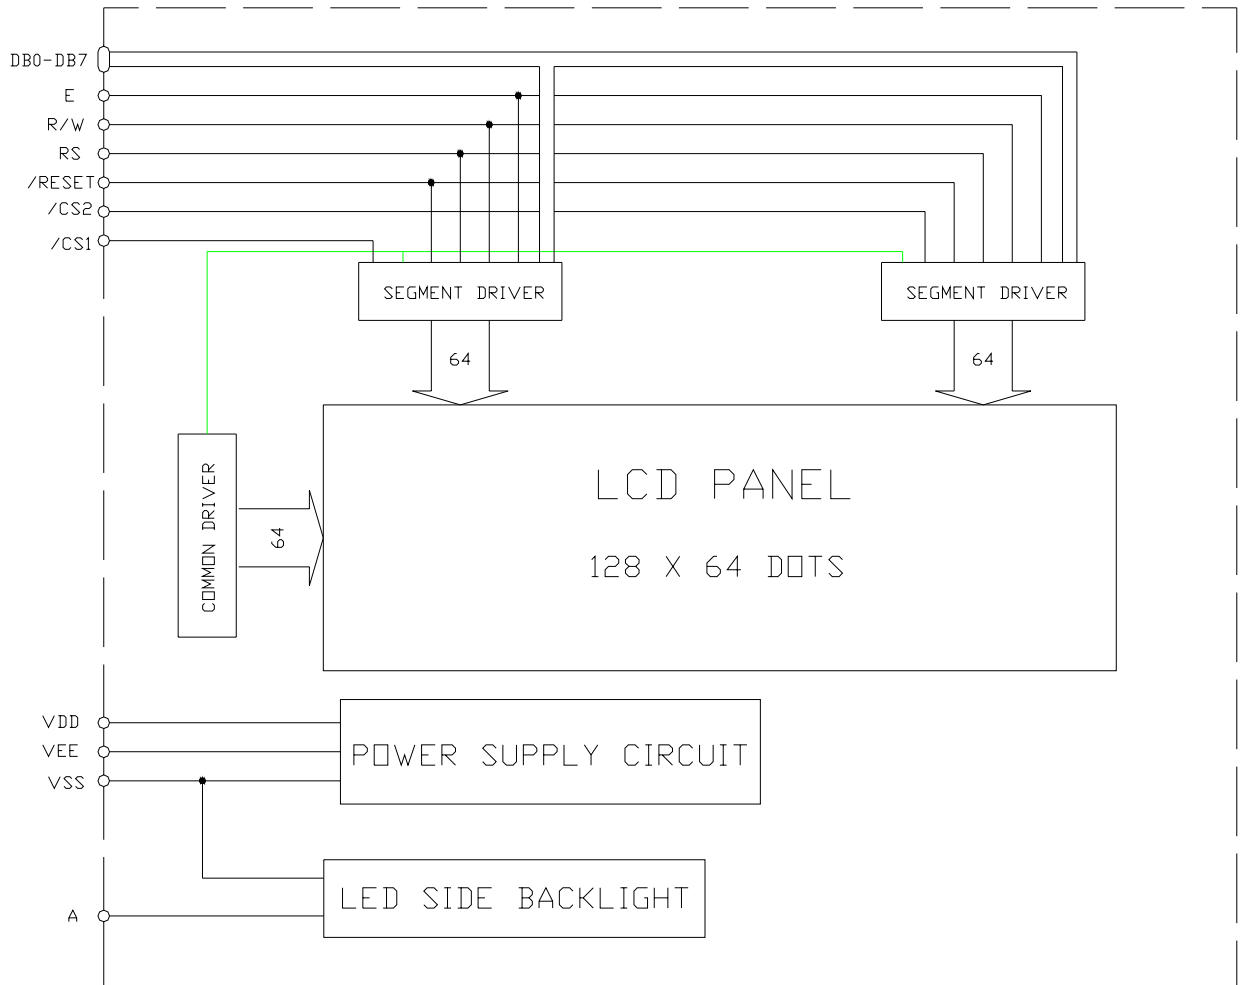 DB0-DB7
E
R/W
RS
/RESET
/CS2
/CS1
SEGMENT DRIVER
SEGMENT DRIVER
64
64
COMMON DRIVER
64
LCD PANEL
128 X 64 DOTS
VDD
VEE
VSS
POWER SUPPLY CIRCUIT
A
LED SIDE BACKLIGHT